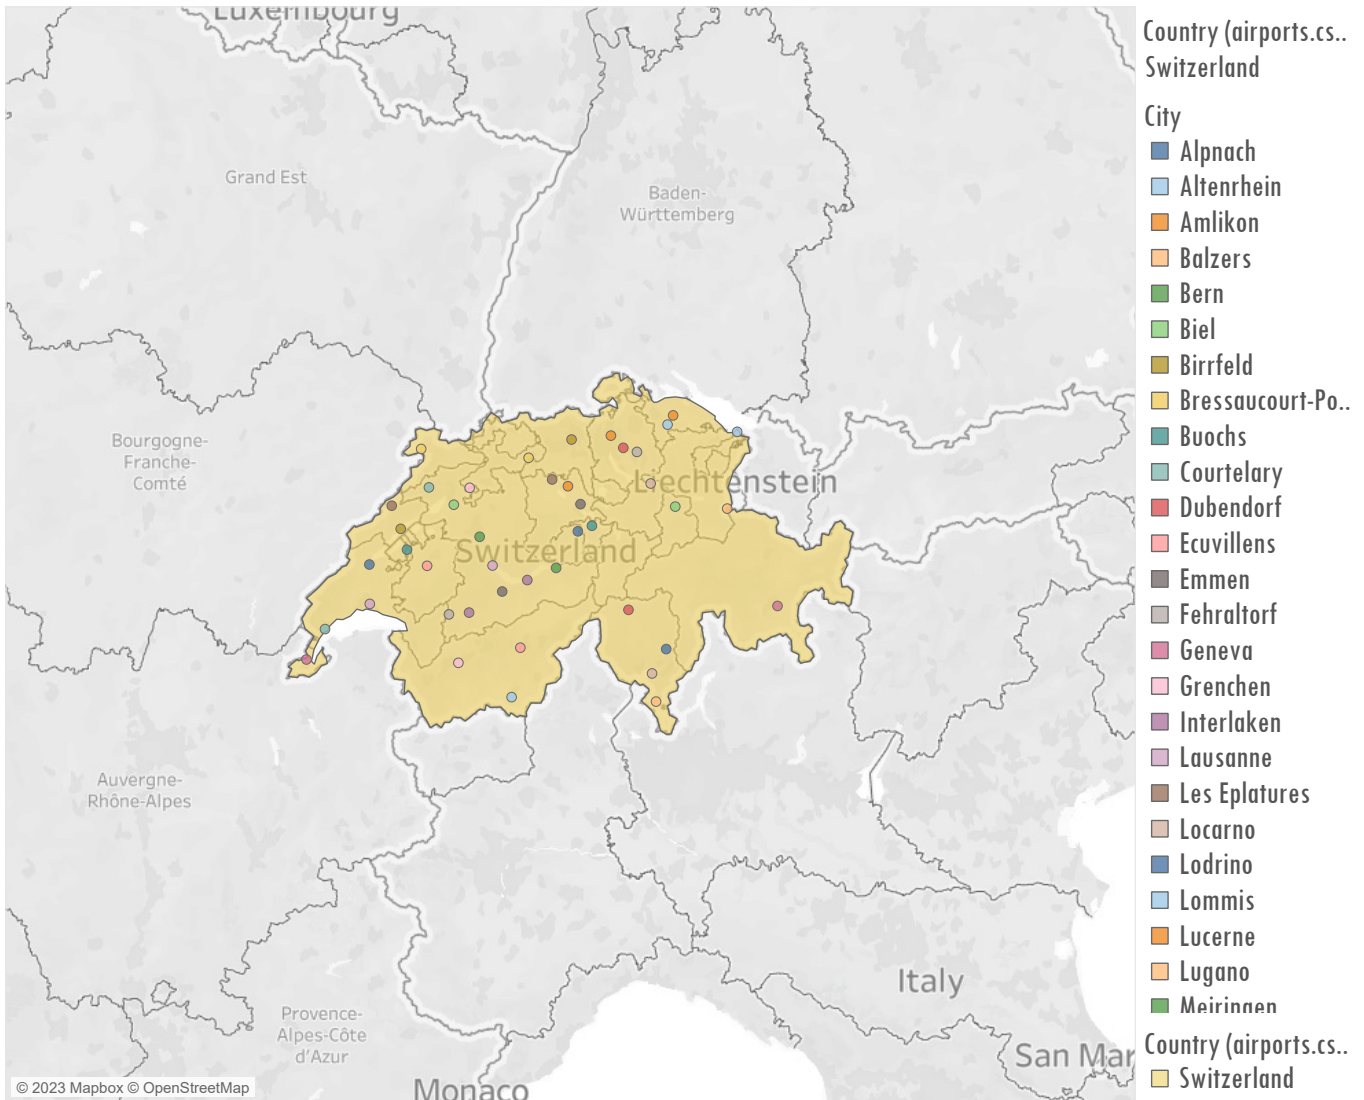 Luxembourg
Grand Est
Baden-
Württemberg
Bourgogne-
Franche-
Comté
Liechtenstein
Switzerland
Auvergne-
Rhône-Alpes
Italy
Provence-
Alpes-Côte
d'Azur
San Mar
Monaco
© 2023 Mapbox © OpenStreetMap
Country (airports.cs..
Switzerland
City
Alpnach
Altenrhein
Amlikon
Balzers
Bern
Biel
Birrfeld
Bressaucourt-Po..
Buochs
Courtelary
Dubendorf
Ecuvillens
Emmen
Fehraltorf
Geneva
Grenchen
Interlaken
Lausanne
Les Eplatures
Locarno
Lodrino
Lommis
Lucerne
Lugano
Meiringen
Country (airports.cs..
Switzerland